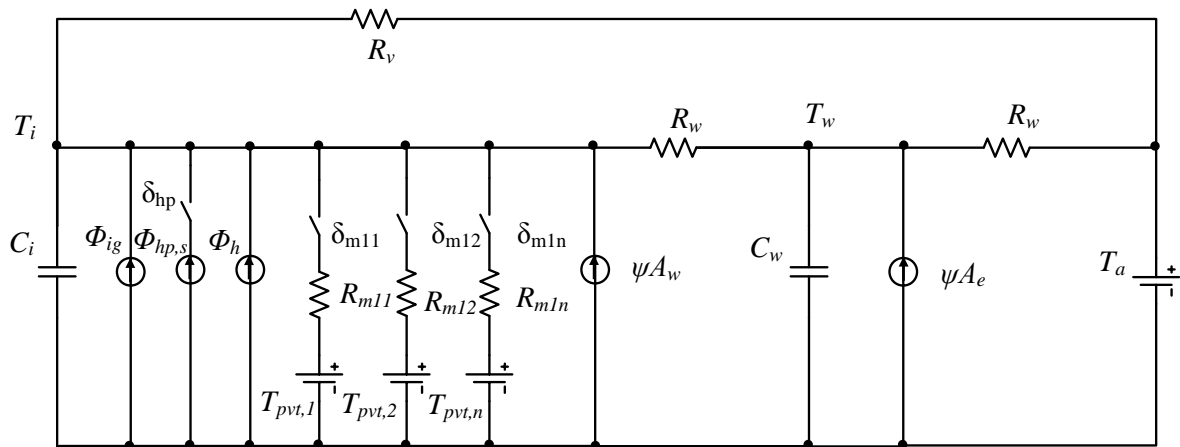 R_v
T_i
R_w
T_w
R_w
δ_hp
C_i
Φ_ig
Φ_hp,s
Φ_h
δ_m11
δ_m12
δ_m1n
R_m11
R_m12
R_m1n
ψA_w
C_w
ψA_e
T_a
+
-
T_pvt,1
+
-
T_pvt,2
+
-
T_pvt,n
+
-